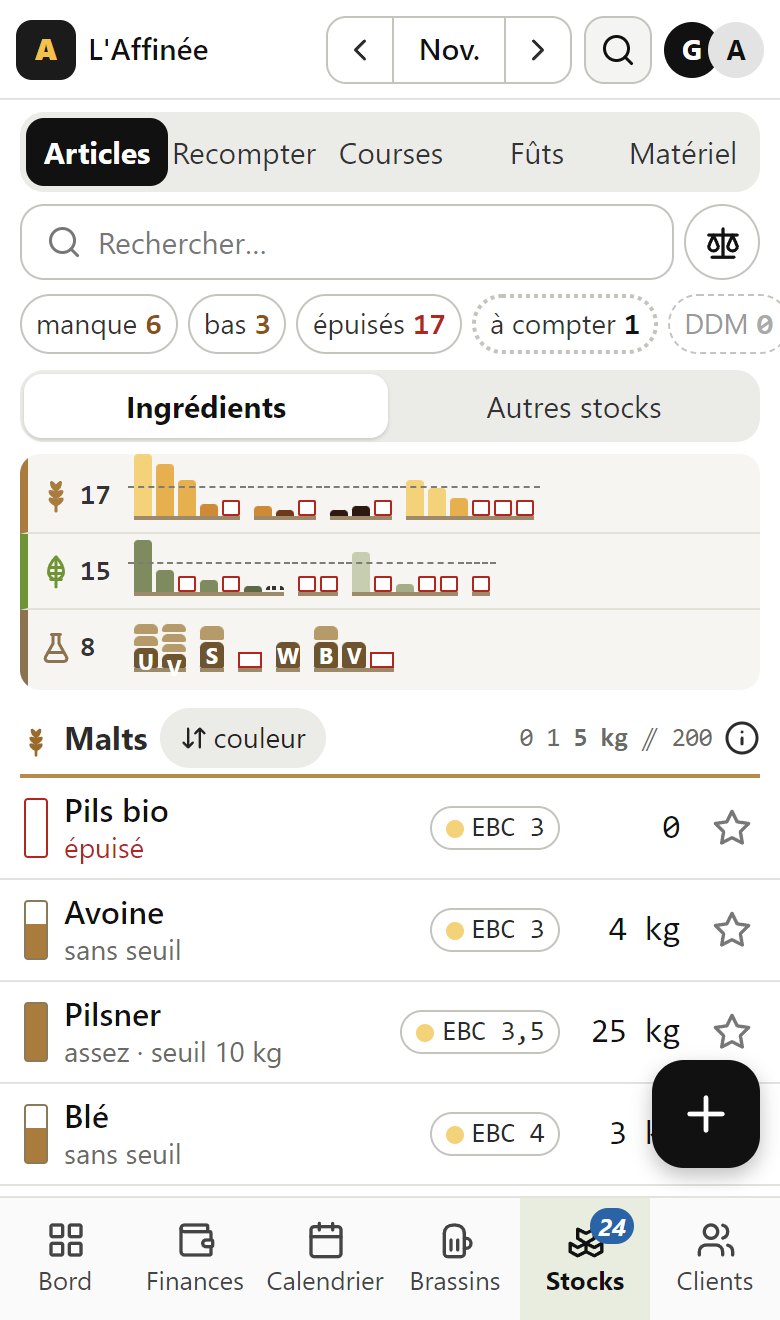 A L'Affinée Nov. G A
Articles Recompter Courses Fûts Matériel
Rechercher...
manque 6 bas 3 épuisés 17 à compter 1 DDM 0
Ingrédients Autres stocks
17
15
8 U V S W B V
Malts couleur 0 1 5 kg // 200
Pils bio EBC 3 0
épuisé
Avoine EBC 3 4 kg
sans seuil
Pilsner EBC 3,5 25 kg
assez · seuil 10 kg
Blé EBC 4 3
sans seuil
24
Bord Finances Calendrier Brassins Stocks Clients